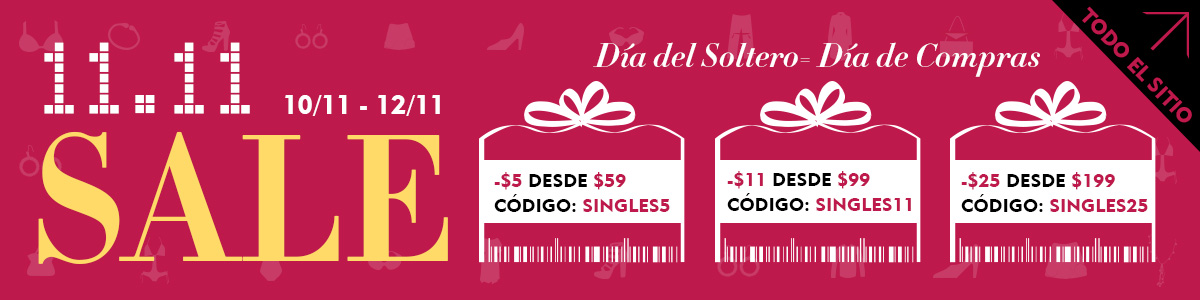 11.11
10/11 - 12/11
SALE
Día del Soltero= Día de Compras
-$5 DESDE $59
CÓDIGO: SINGLES5
-$11 DESDE $99
CÓDIGO: SINGLES11
-$25 DESDE $199
CÓDIGO: SINGLES25
TODO EL SITIO